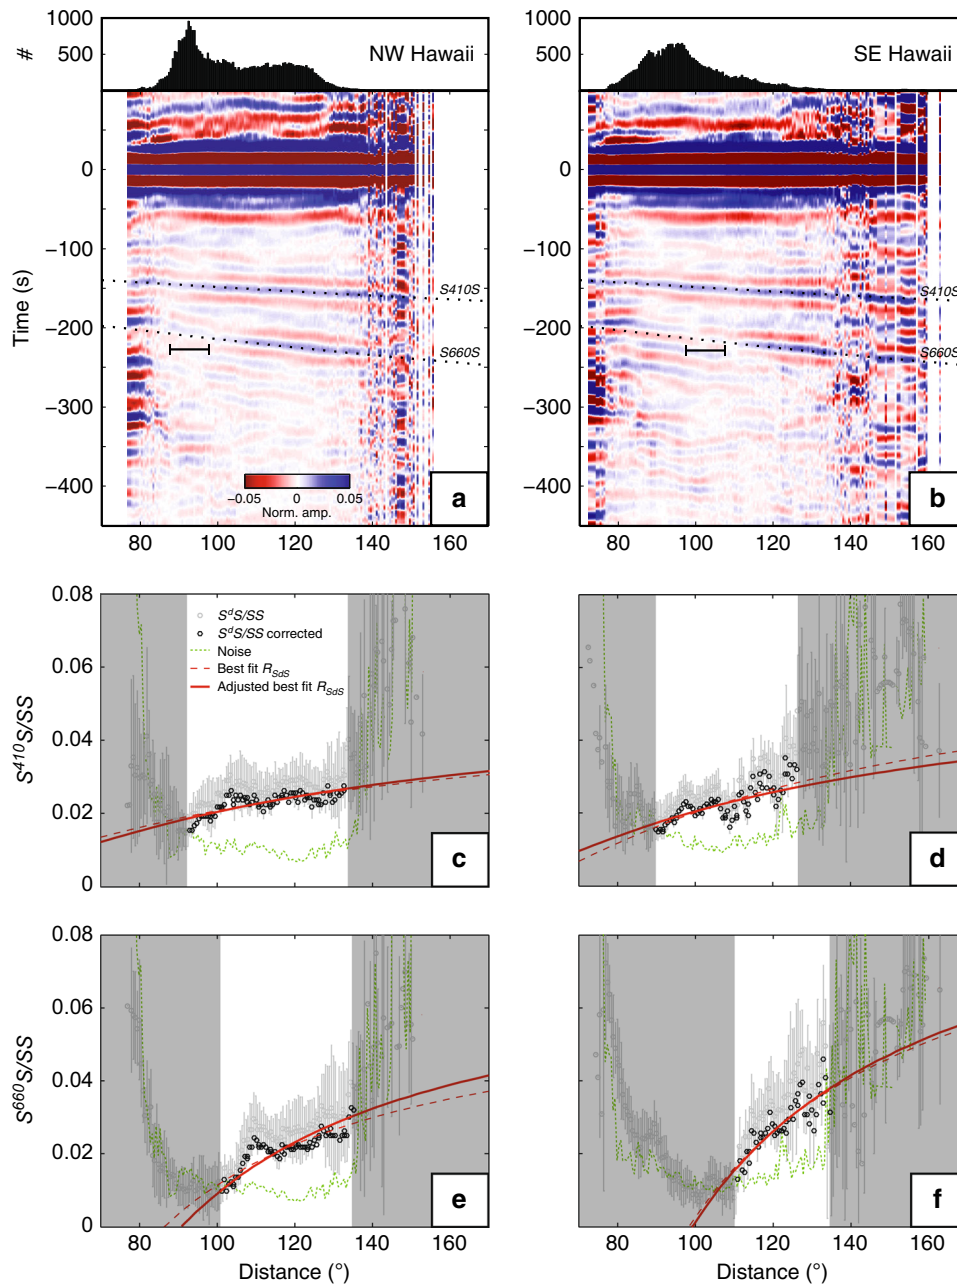 1000
500
#
NW Hawaii
1000
500
SE Hawaii
0
−100
−200
−300
−400
Time (s)
S410S
S660S
−0.05
0
0.05
Norm. amp.
a
80
100
120
140
160
0
−100
−200
−300
−400
S410S
S660S
b
80
100
120
140
160
0.08
0.06
0.04
0.02
0
S⁴¹⁰S/SS
SᵈS/SS
SᵈS/SS corrected
Noise
Best fit R_SdS
Adjusted best fit R_SdS
c
d
0.08
0.06
0.04
0.02
0
S⁶⁶⁰S/SS
e
80
100
120
140
160
Distance (°)
f
80
100
120
140
160
Distance (°)